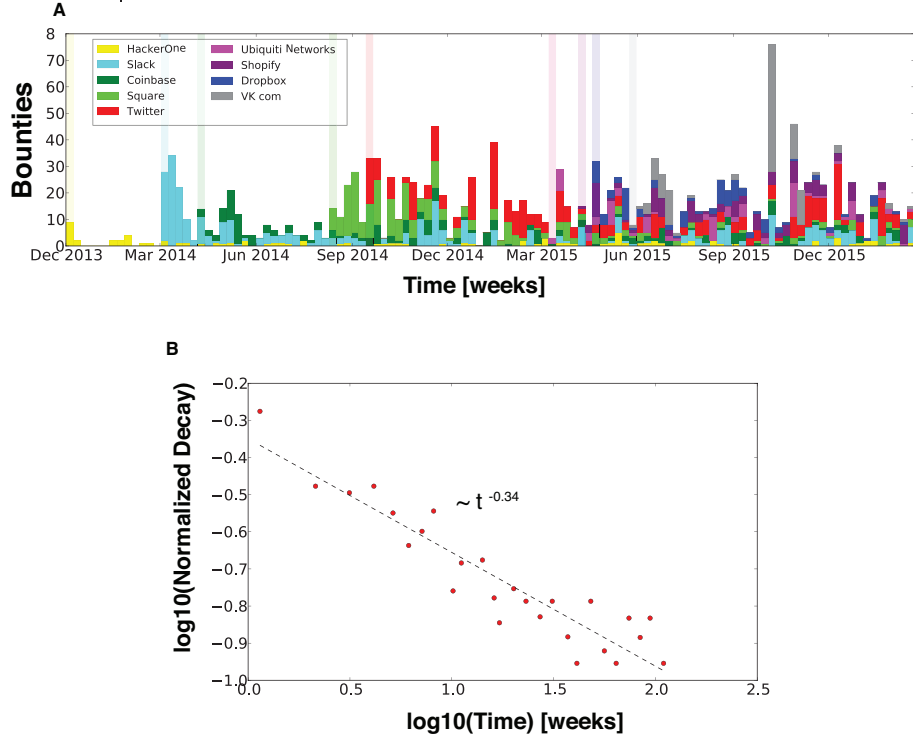 A
HackerOne
Slack
Coinbase
Square
Twitter
Ubiquiti Networks
Shopify
Dropbox
VK com
8
70
60
50
40
30
20
10
0
Bounties
Dec 2013 Mar 2014 Jun 2014 Sep 2014 Dec 2014 Mar 2015 Jun 2015 Sep 2015 Dec 2015
Time [weeks]
B
−0.2
−0.3
−0.4
−0.5
−0.6
−0.7
−0.8
−0.9
−1.0
log10(Normalized Decay)
~ t -0.34
0.0 0.5 1.0 1.5 2.0 2.5
log10(Time) [weeks]